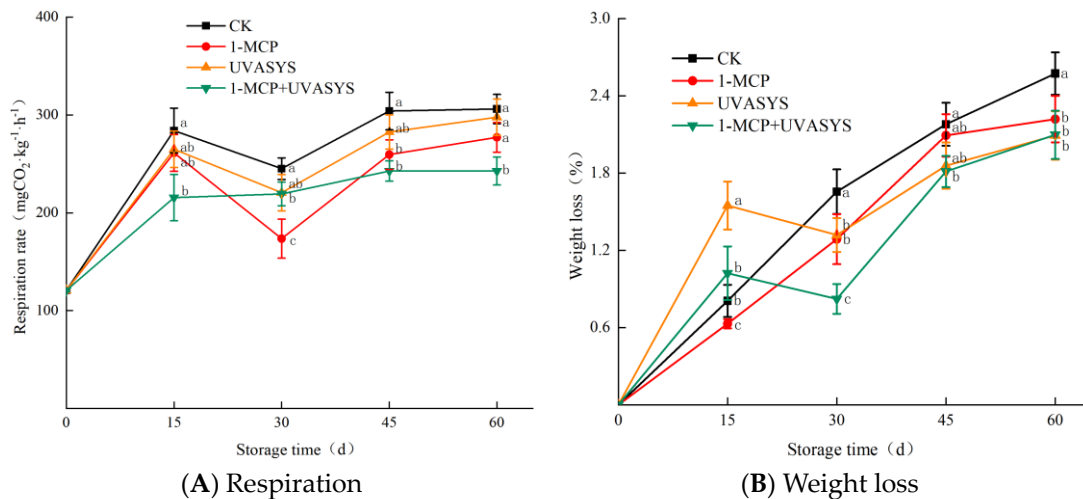 400
CK
1-MCP
UVASYS
1-MCP+UVASYS
300
200
100
Respiration rate（mgCO₂·kg⁻¹·h⁻¹）
a
ab
ab
b
a
ab
b
c
a
ab
b
b
a
a
a
b
0
15
30
45
60
Storage time（d）
(A) Respiration
3.0
CK
1-MCP
UVASYS
1-MCP+UVASYS
2.4
1.8
1.2
0.6
Weight loss（%）
a
b
b
c
a
b
b
c
a
ab
ab
b
a
b
b
b
0
15
30
45
60
Storage time（d）
(B) Weight loss